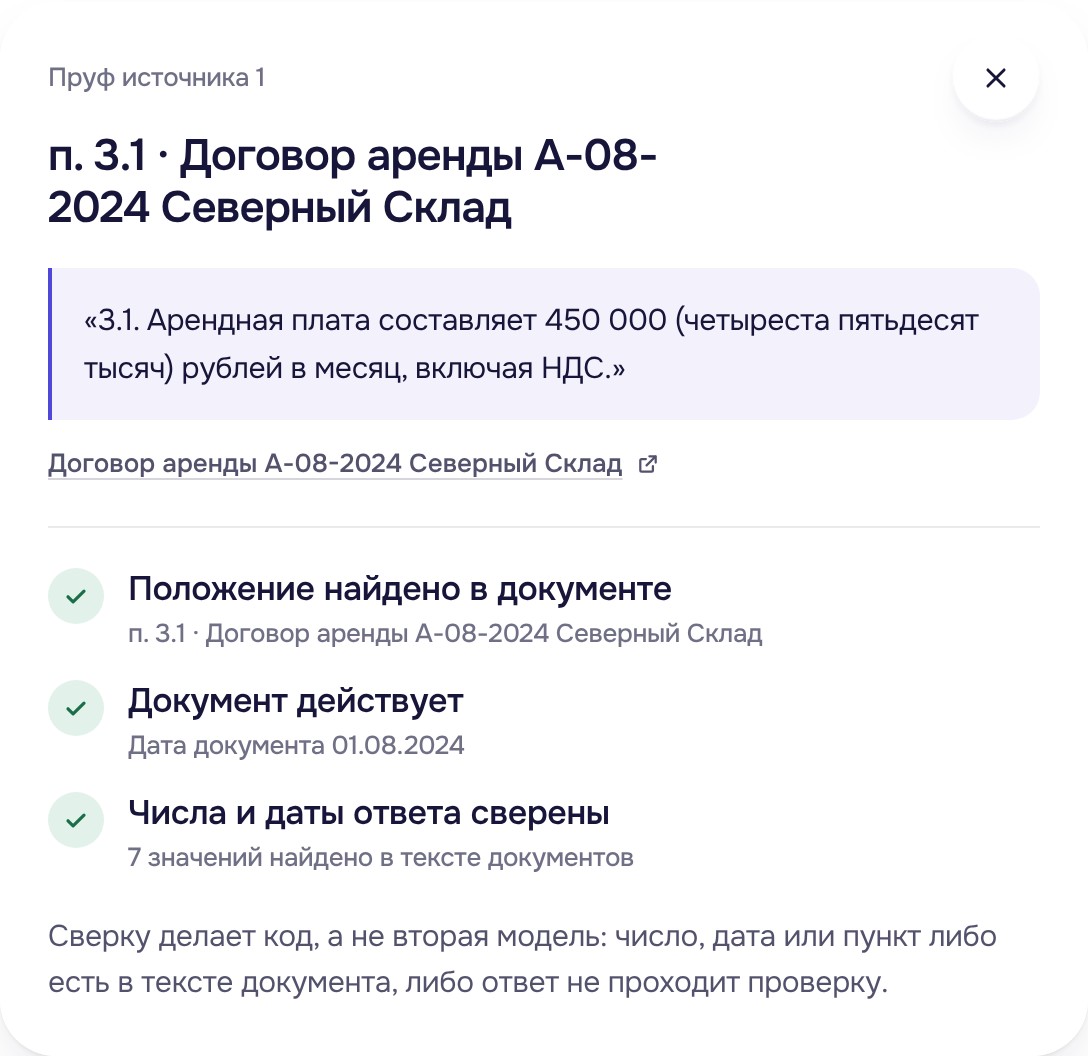 Пруф источника 1
п. 3.1 · Договор аренды А-08-
2024 Северный Склад
«3.1. Арендная плата составляет 450 000 (четыреста пятьдесят
тысяч) рублей в месяц, включая НДС.»
Договор аренды А-08-2024 Северный Склад
Положение найдено в документе
п. 3.1 · Договор аренды А-08-2024 Северный Склад
Документ действует
Дата документа 01.08.2024
Числа и даты ответа сверены
7 значений найдено в тексте документов
Сверку делает код, а не вторая модель: число, дата или пункт либо
есть в тексте документа, либо ответ не проходит проверку.